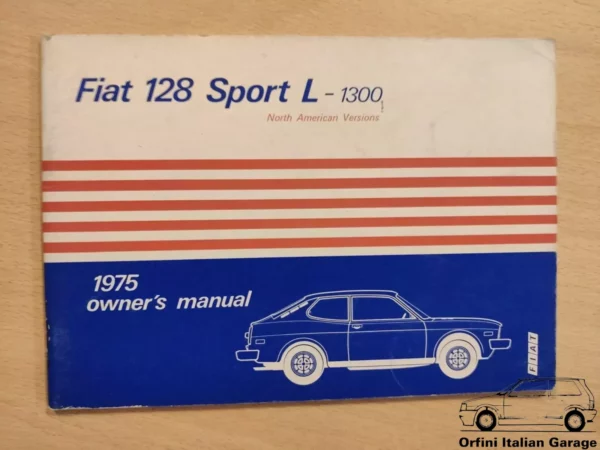 Fiat 128 Sport L - 1300
North American Versions
1975
owner's manual
FIAT
Orfini Italian Garage